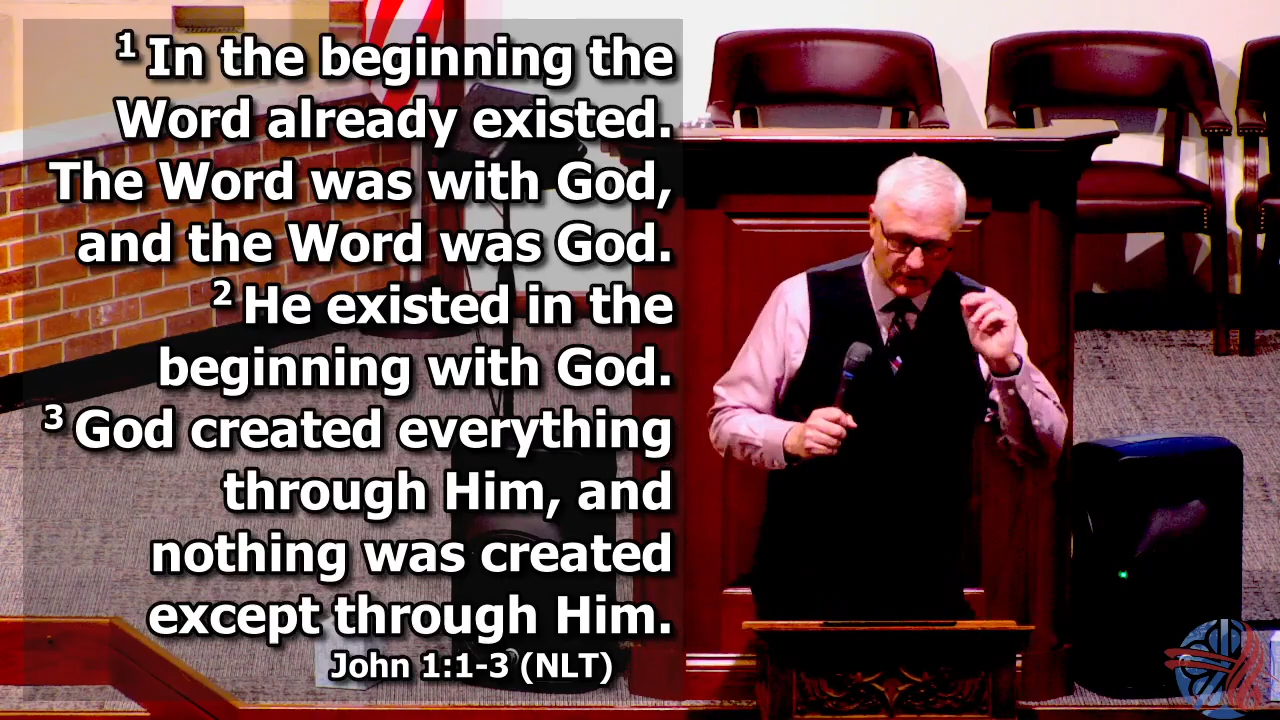 1 In the beginning the
Word already existed.
The Word was with God,
and the Word was God.
2 He existed in the
beginning with God.
3 God created everything
through Him, and
nothing was created
except through Him.
John 1:1-3 (NLT)